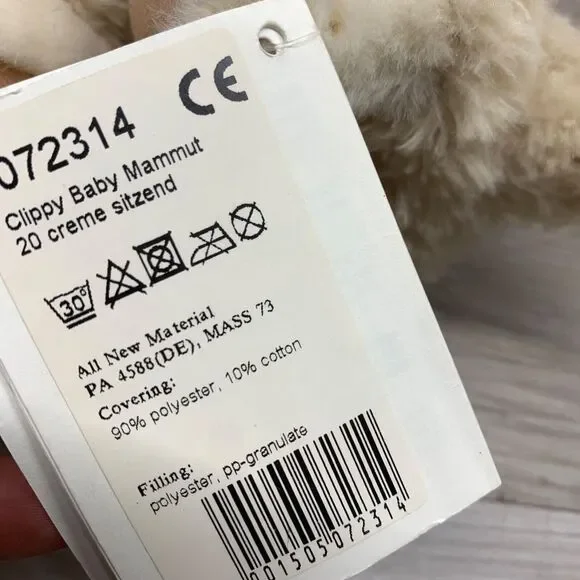 CE
072314
Clippy Baby Mammut
20 creme sitzend
30°
All New Material
PA 4588(DE), MASS 73
Covering:
90% polyester, 10% cotton
Filling:
polyester, pp-granulate
001505072314